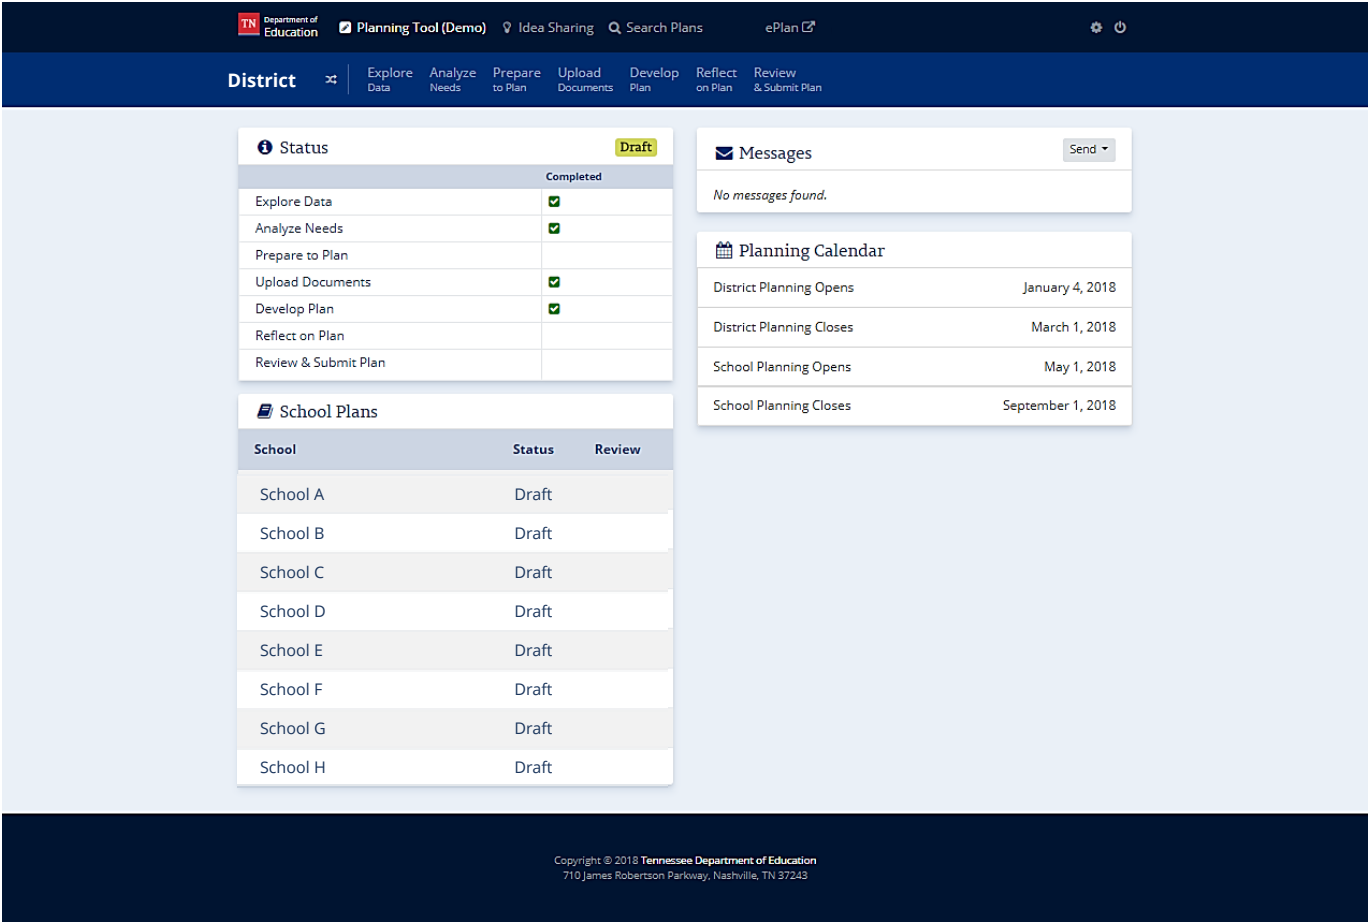 TN Department of Education
Planning Tool (Demo) Idea Sharing Search Plans ePlan
District
Explore Data
Analyze Needs
Prepare to Plan
Upload Documents
Develop Plan
Reflect on Plan
Review & Submit Plan
Status Draft
Completed
Explore Data
Analyze Needs
Prepare to Plan
Upload Documents
Develop Plan
Reflect on Plan
Review & Submit Plan
School Plans
School Status Review
School A Draft
School B Draft
School C Draft
School D Draft
School E Draft
School F Draft
School G Draft
School H Draft
Messages Send
No messages found.
Planning Calendar
District Planning Opens January 4, 2018
District Planning Closes March 1, 2018
School Planning Opens May 1, 2018
School Planning Closes September 1, 2018
Copyright © 2018 Tennessee Department of Education
710 James Robertson Parkway, Nashville, TN 37243